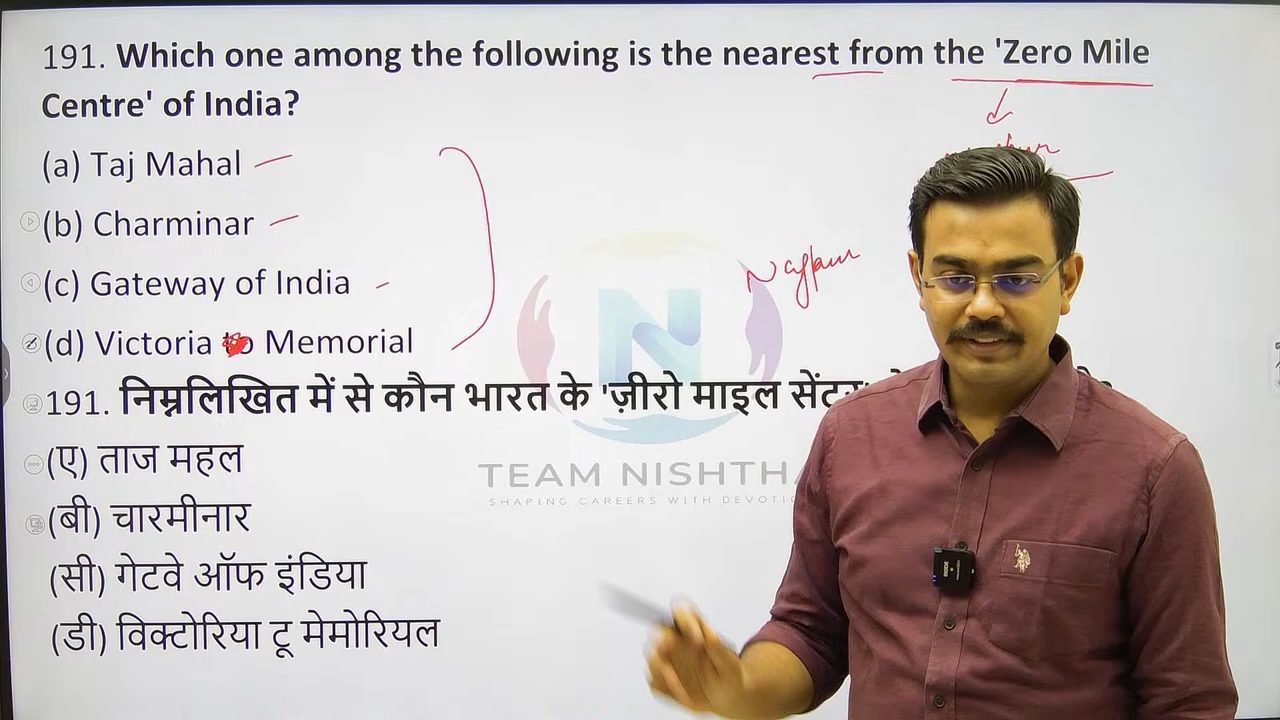 191. Which one among the following is the nearest from the 'Zero Mile
Centre' of India?
(a) Taj Mahal
(b) Charminar
(c) Gateway of India
(d) Victoria to Memorial
Nagpur
191. निम्नलिखित में से कौन भारत के 'ज़ीरो माइल
(ए) ताज महल
(बी) चारमीनार
(सी) गेटवे ऑफ इंडिया
(डी) विक्टोरिया टू मेमोरियल
TEAM NISHTHA
SHAPING CAREERS WITH